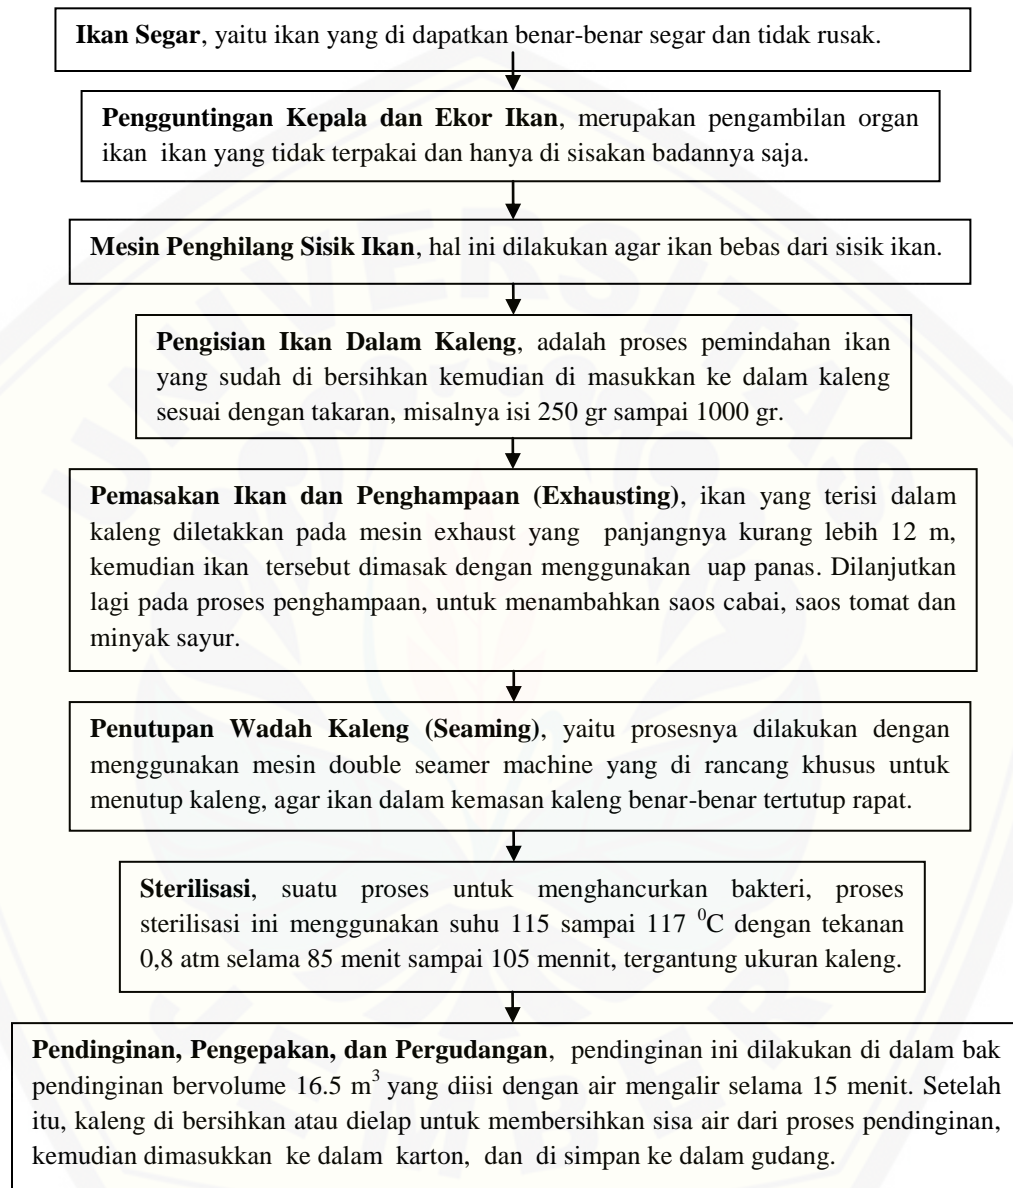 Ikan Segar, yaitu ikan yang di dapatkan benar-benar segar dan tidak rusak.
Pengguntingan Kepala dan Ekor Ikan, merupakan pengambilan organ
ikan ikan yang tidak terpakai dan hanya di sisakan badannya saja.
Mesin Penghilang Sisik Ikan, hal ini dilakukan agar ikan bebas dari sisik ikan.
Pengisian Ikan Dalam Kaleng, adalah proses pemindahan ikan
yang sudah di bersihkan kemudian di masukkan ke dalam kaleng
sesuai dengan takaran, misalnya isi 250 gr sampai 1000 gr.
Pemasakan Ikan dan Penghampaan (Exhausting), ikan yang terisi dalam
kaleng diletakkan pada mesin exhaust yang panjangnya kurang lebih 12 m,
kemudian ikan tersebut dimasak dengan menggunakan uap panas. Dilanjutkan
lagi pada proses penghampaan, untuk menambahkan saos cabai, saos tomat dan
minyak sayur.
Penutupan Wadah Kaleng (Seaming), yaitu prosesnya dilakukan dengan
menggunakan mesin double seamer machine yang di rancang khusus untuk
menutup kaleng, agar ikan dalam kemasan kaleng benar-benar tertutup rapat.
Sterilisasi, suatu proses untuk menghancurkan bakteri, proses
sterilisasi ini menggunakan suhu 115 sampai 117 ⁰C dengan tekanan
0,8 atm selama 85 menit sampai 105 mennit, tergantung ukuran kaleng.
Pendinginan, Pengepakan, dan Pergudangan, pendinginan ini dilakukan di dalam bak
pendinginan bervolume 16.5 m³ yang diisi dengan air mengalir selama 15 menit. Setelah
itu, kaleng di bersihkan atau dielap untuk membersihkan sisa air dari proses pendinginan,
kemudian dimasukkan ke dalam karton, dan di simpan ke dalam gudang.
UNIVERSITAS
JEMBER